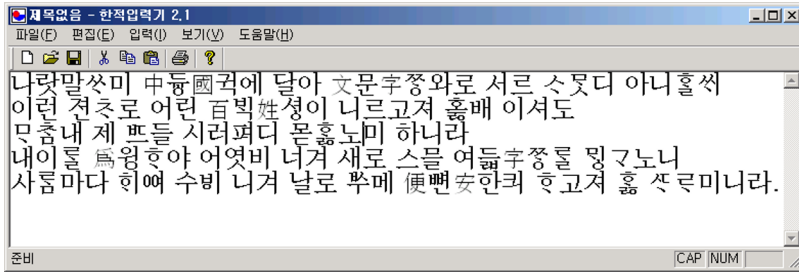 제목없음 - 한적입력기 2.1
파일(F) 편집(E) 입력(I) 보기(V) 도움말(H)
나랏말ᄊᆞ미 中듕國귁에 달아 文문字ᄍᆞᆼ와로 서르 ᄉᆞᄆᆞᆺ디 아니ᄒᆞᆯᄊᆡ
이런 젼ᄎᆞ로 어린 百ᄇᆡᆨ姓셩이 니르고져 호ᇙ배 이셔도
ᄆᆞᄎᆞᆷ내 제 ᄠᅳ들 시러펴디 몯ᄒᆞᇙ노미 하니라
내이ᄅᆞᆯ 爲윙ᄒᆞ야 어엿비 너겨 새로 스믈 여듧字ᄍᆞᆼᄅᆞᆯ ᄆᆡᇰᄀᆞ노니
사ᄅᆞᆷ마다 ᄒᆡᅇᅧ 수ᄫᅵ 니겨 날로 ᄡᅮ메 便뼌安한킈 ᄒᆞ고져 ᄒᆞᇙ ᄯᆞᄅᆞ미니라.
준비 CAP NUM